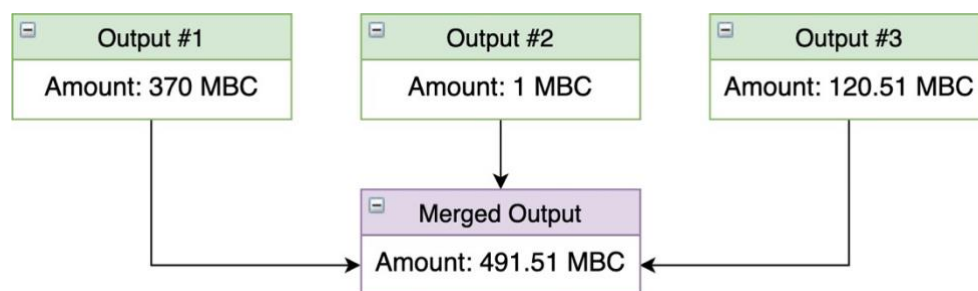 Output #1
Amount: 370 MBC
Output #2
Amount: 1 MBC
Output #3
Amount: 120.51 MBC
Merged Output
Amount: 491.51 MBC